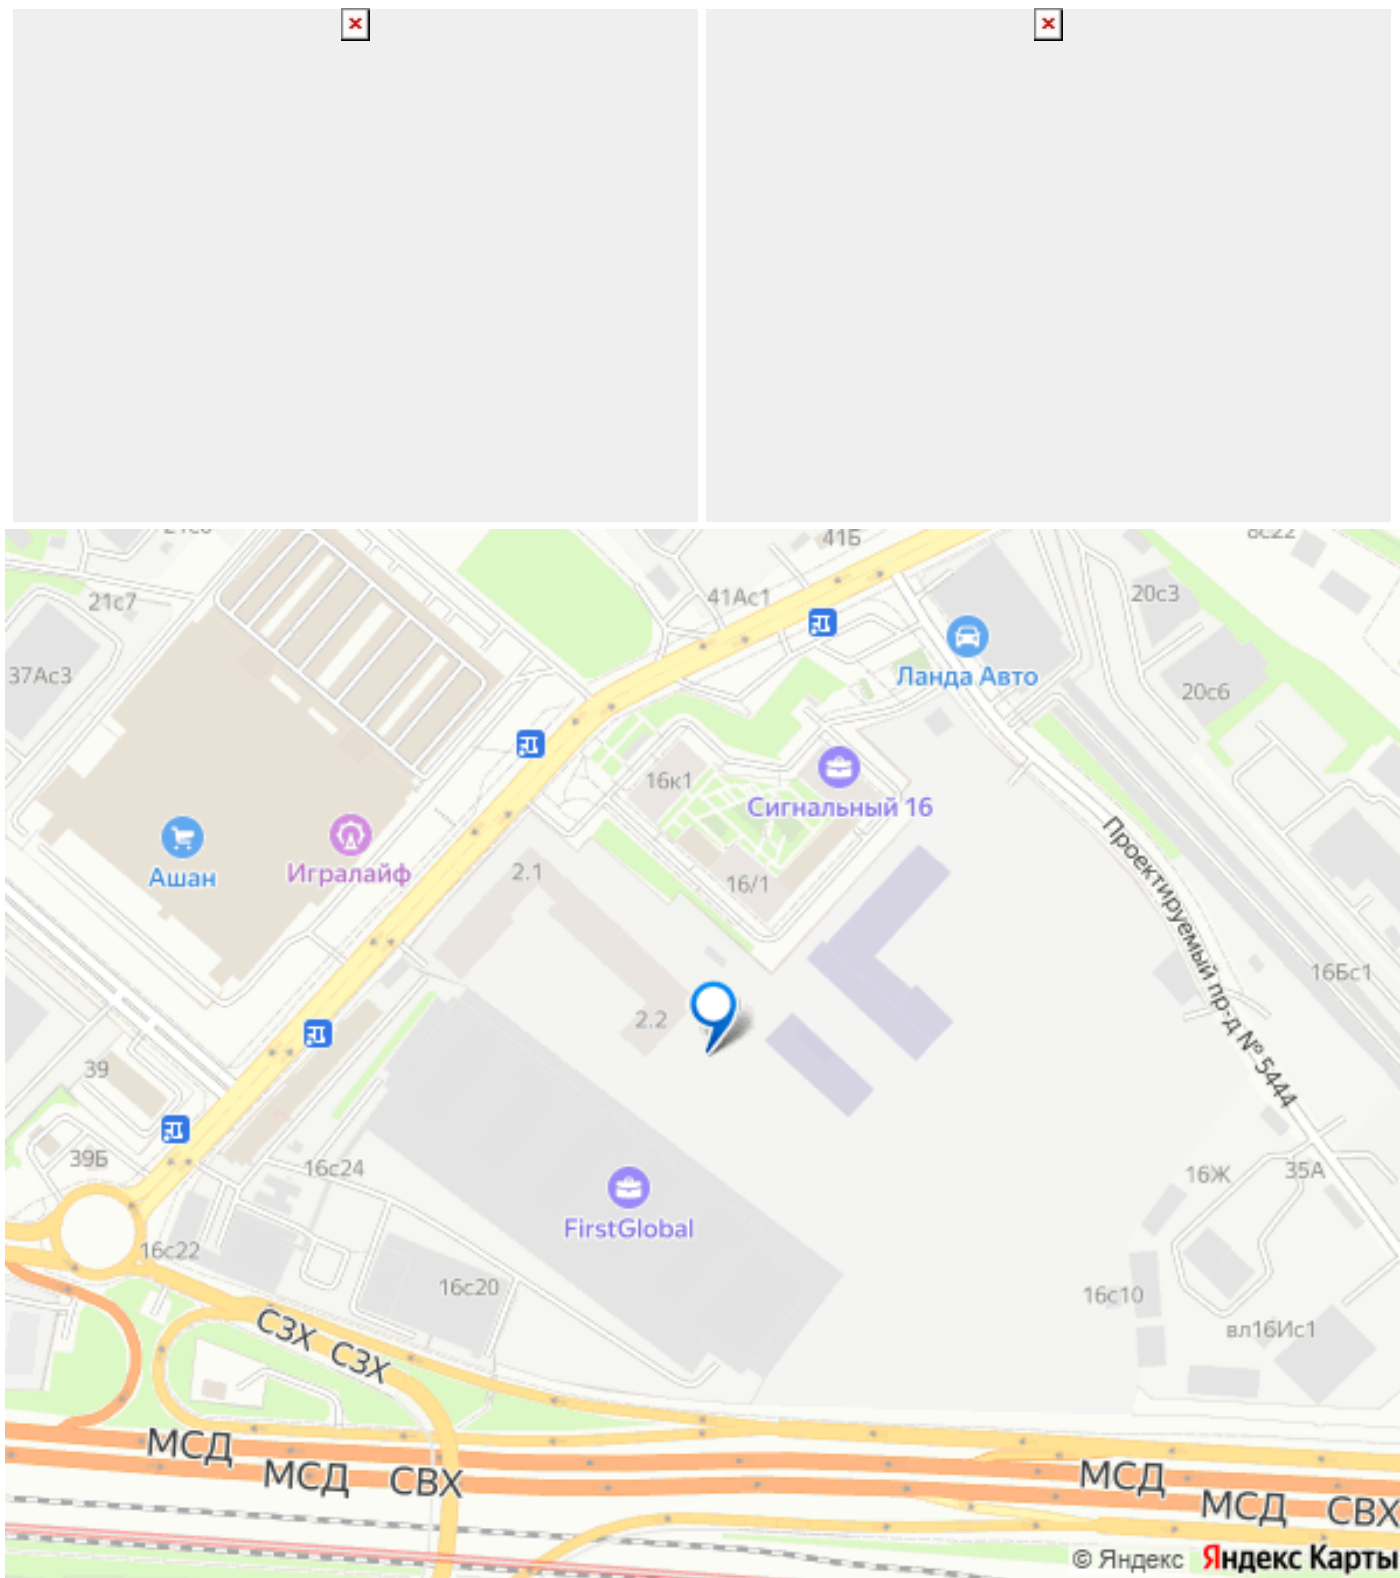 41Б
8с22
21с7
41Ас1
20с3
37Ас3
Ланда Авто
20с6
16к1
Сигнальный 16
Ашан
Игралайф
2.1
16/1
Проектируемый пр-д № 5444
16Бс1
2.2
39
39Б
16с24
16Ж
35А
FirstGlobal
16с22
16с20
16с10
вл16Ис1
СЗХ СЗХ
МСД
МСД
СВХ
МСД
МСД
СВХ
© Яндекс Яндекс Карты